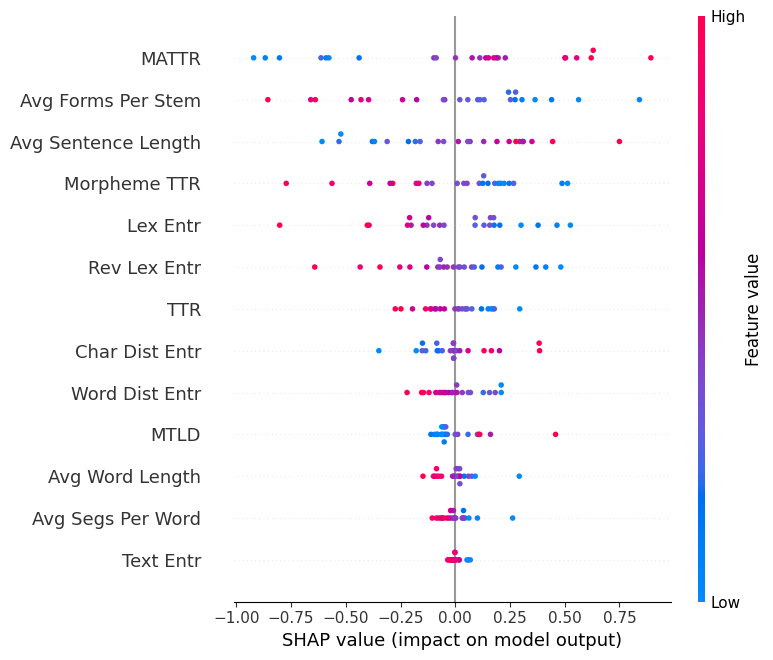 High
MATTR
Avg Forms Per Stem
Avg Sentence Length
Morpheme TTR
Lex Entr
Rev Lex Entr
TTR
Char Dist Entr
Word Dist Entr
MTLD
Avg Word Length
Avg Segs Per Word
Text Entr
Feature value
Low
−1.00 −0.75 −0.50 −0.25 0.00 0.25 0.50 0.75
SHAP value (impact on model output)